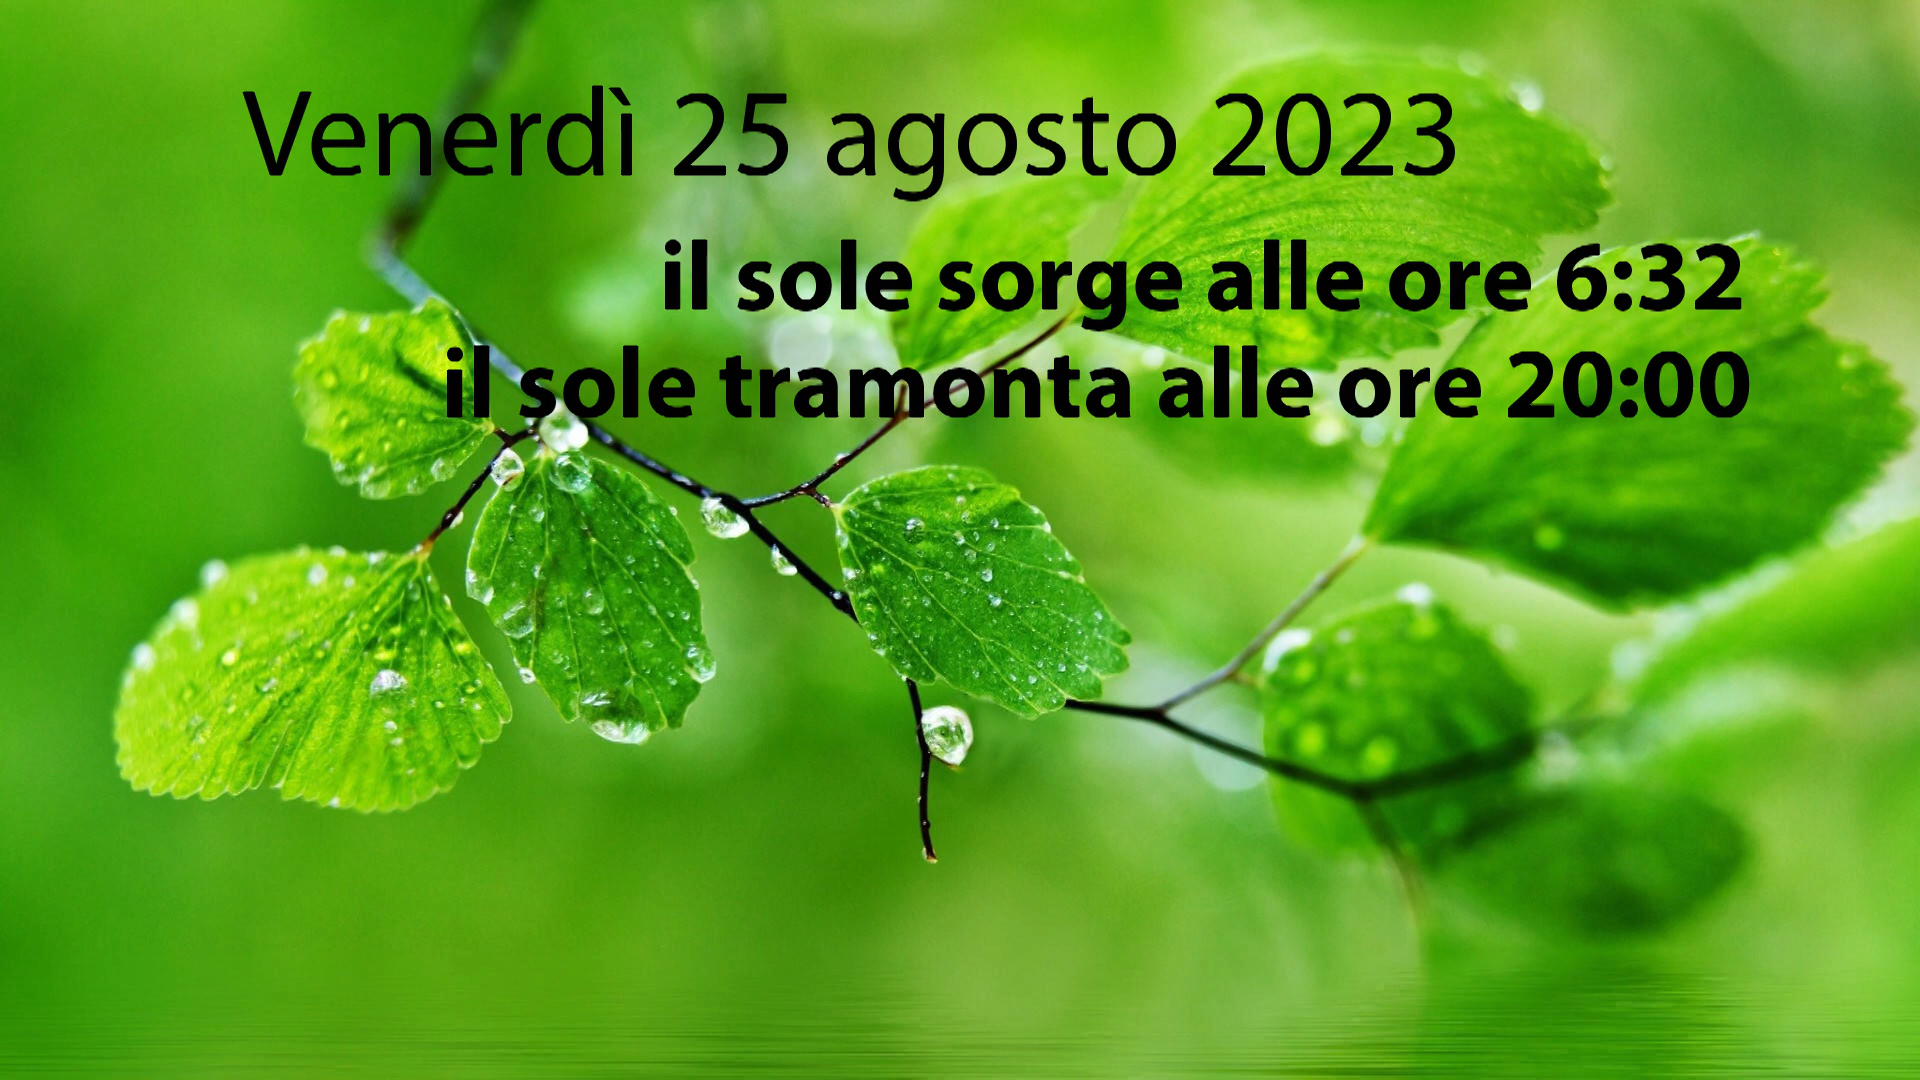 Venerdì 25 agosto 2023
il sole sorge alle ore 6:32
il sole tramonta alle ore 20:00